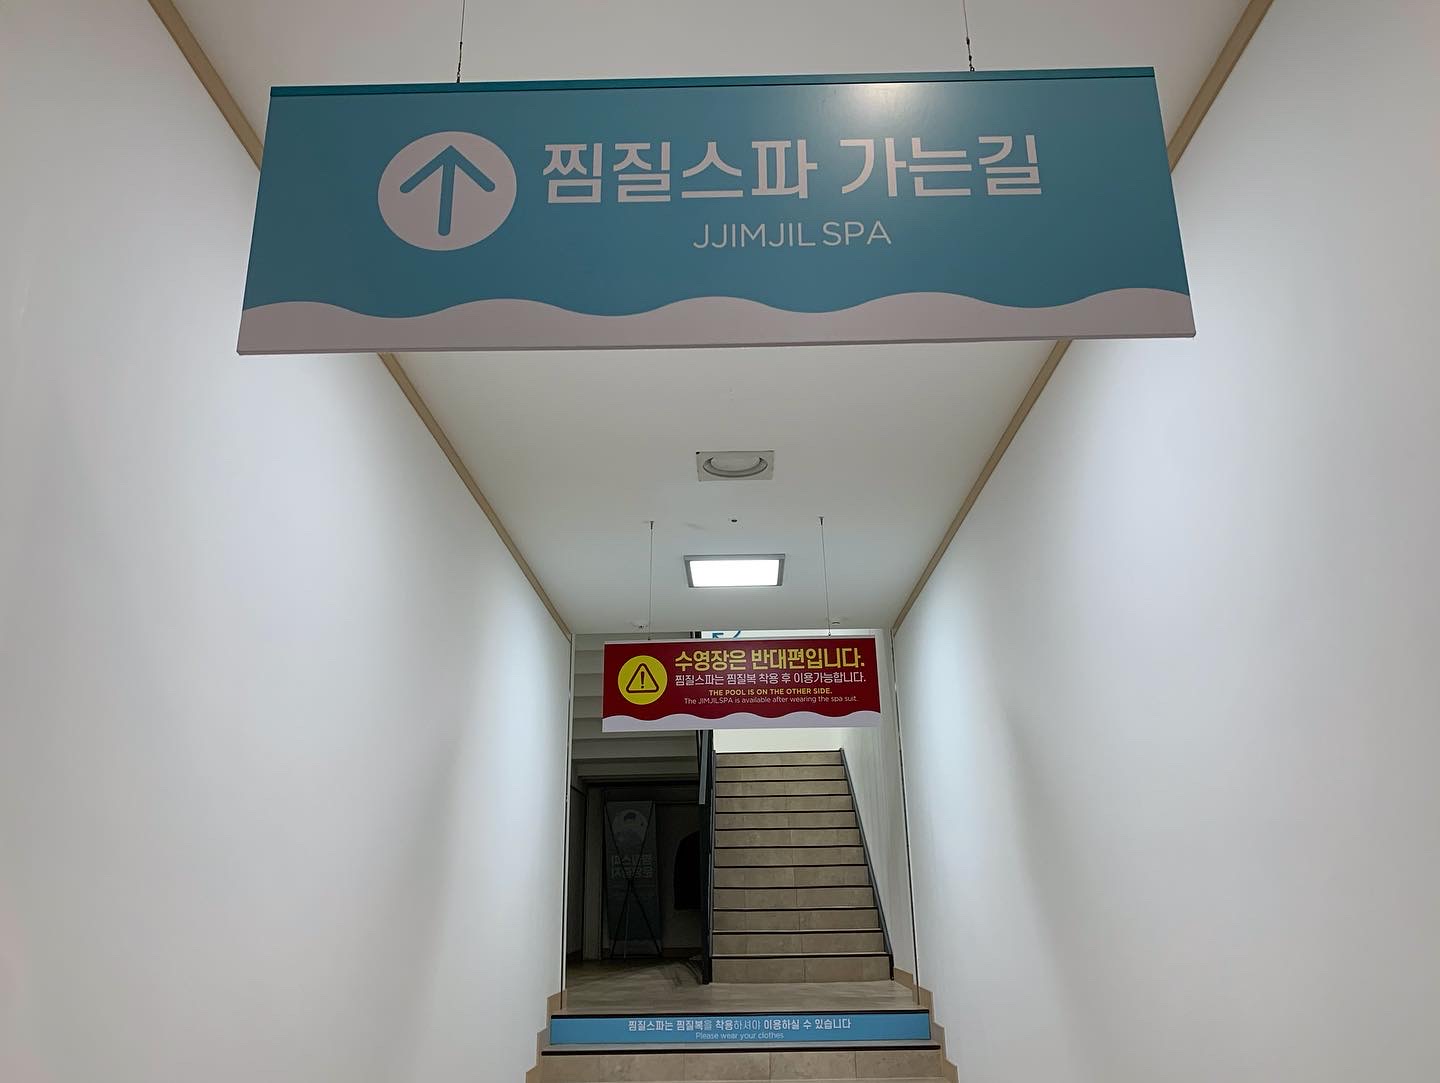 찜질스파 가는길
JJIMJIL SPA
수영장은 반대편입니다.
찜질스파는 찜질복 착용 후 이용가능합니다.
THE POOL IS ON THE OTHER SIDE.
The JIMJILSPA is available after wearing the spa suit.
찜질스파는 찜질복을 착용하셔야 이용하실 수 있습니다
Please wear your clothes